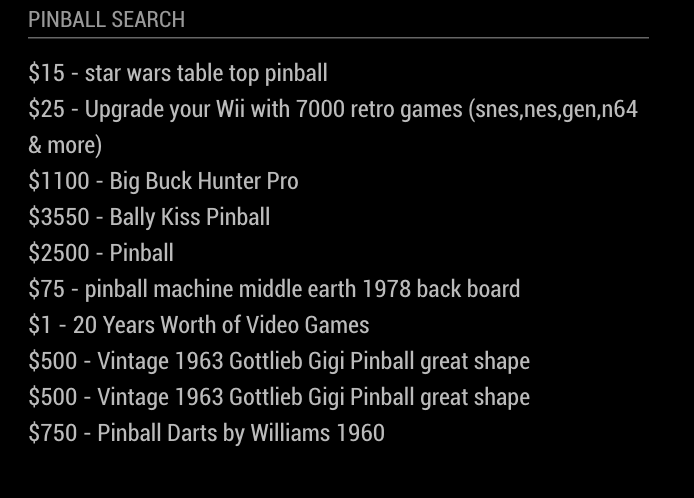 PINBALL SEARCH
$15 - star wars table top pinball
$25 - Upgrade your Wii with 7000 retro games (snes,nes,gen,n64
& more)
$1100 - Big Buck Hunter Pro
$3550 - Bally Kiss Pinball
$2500 - Pinball
$75 - pinball machine middle earth 1978 back board
$1 - 20 Years Worth of Video Games
$500 - Vintage 1963 Gottlieb Gigi Pinball great shape
$500 - Vintage 1963 Gottlieb Gigi Pinball great shape
$750 - Pinball Darts by Williams 1960